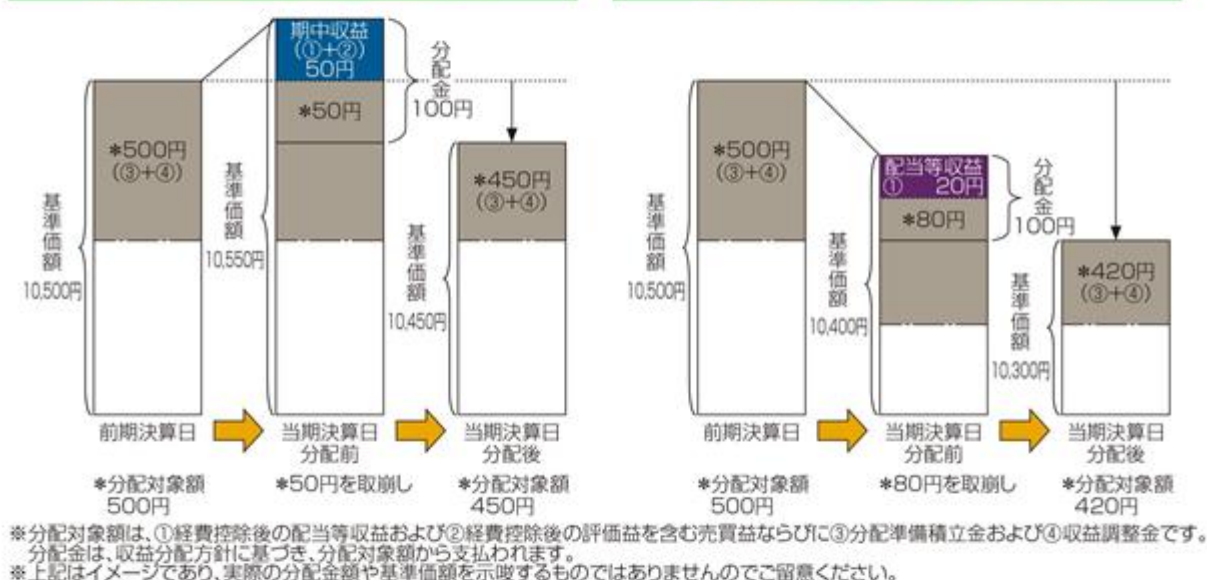 期中収益
(①+②)
50円
*50円
分配金
100円
*500円
(③+④)
*450円
(③+④)
基準価額
10,500円
基準価額
10,550円
基準価額
10,450円
前期決算日
当期決算日
分配前
当期決算日
分配後
*分配対象額
500円
*50円を取崩し
*分配対象額
450円
*500円
(③+④)
配当等収益
① 20円
*80円
分配金
100円
*420円
(③+④)
基準価額
10,500円
基準価額
10,400円
基準価額
10,300円
前期決算日
当期決算日
分配前
当期決算日
分配後
*分配対象額
500円
*80円を取崩し
*分配対象額
420円
※分配対象額は、①経費控除後の配当等収益および②経費控除後の評価益を含む売買益ならびに③分配準備積立金および④収益調整金です。
分配金は、収益分配方針に基づき、分配対象額から支払われます。
※上記はイメージであり、実際の分配金額や基準価額を示唆するものではありませんのでご留意ください。